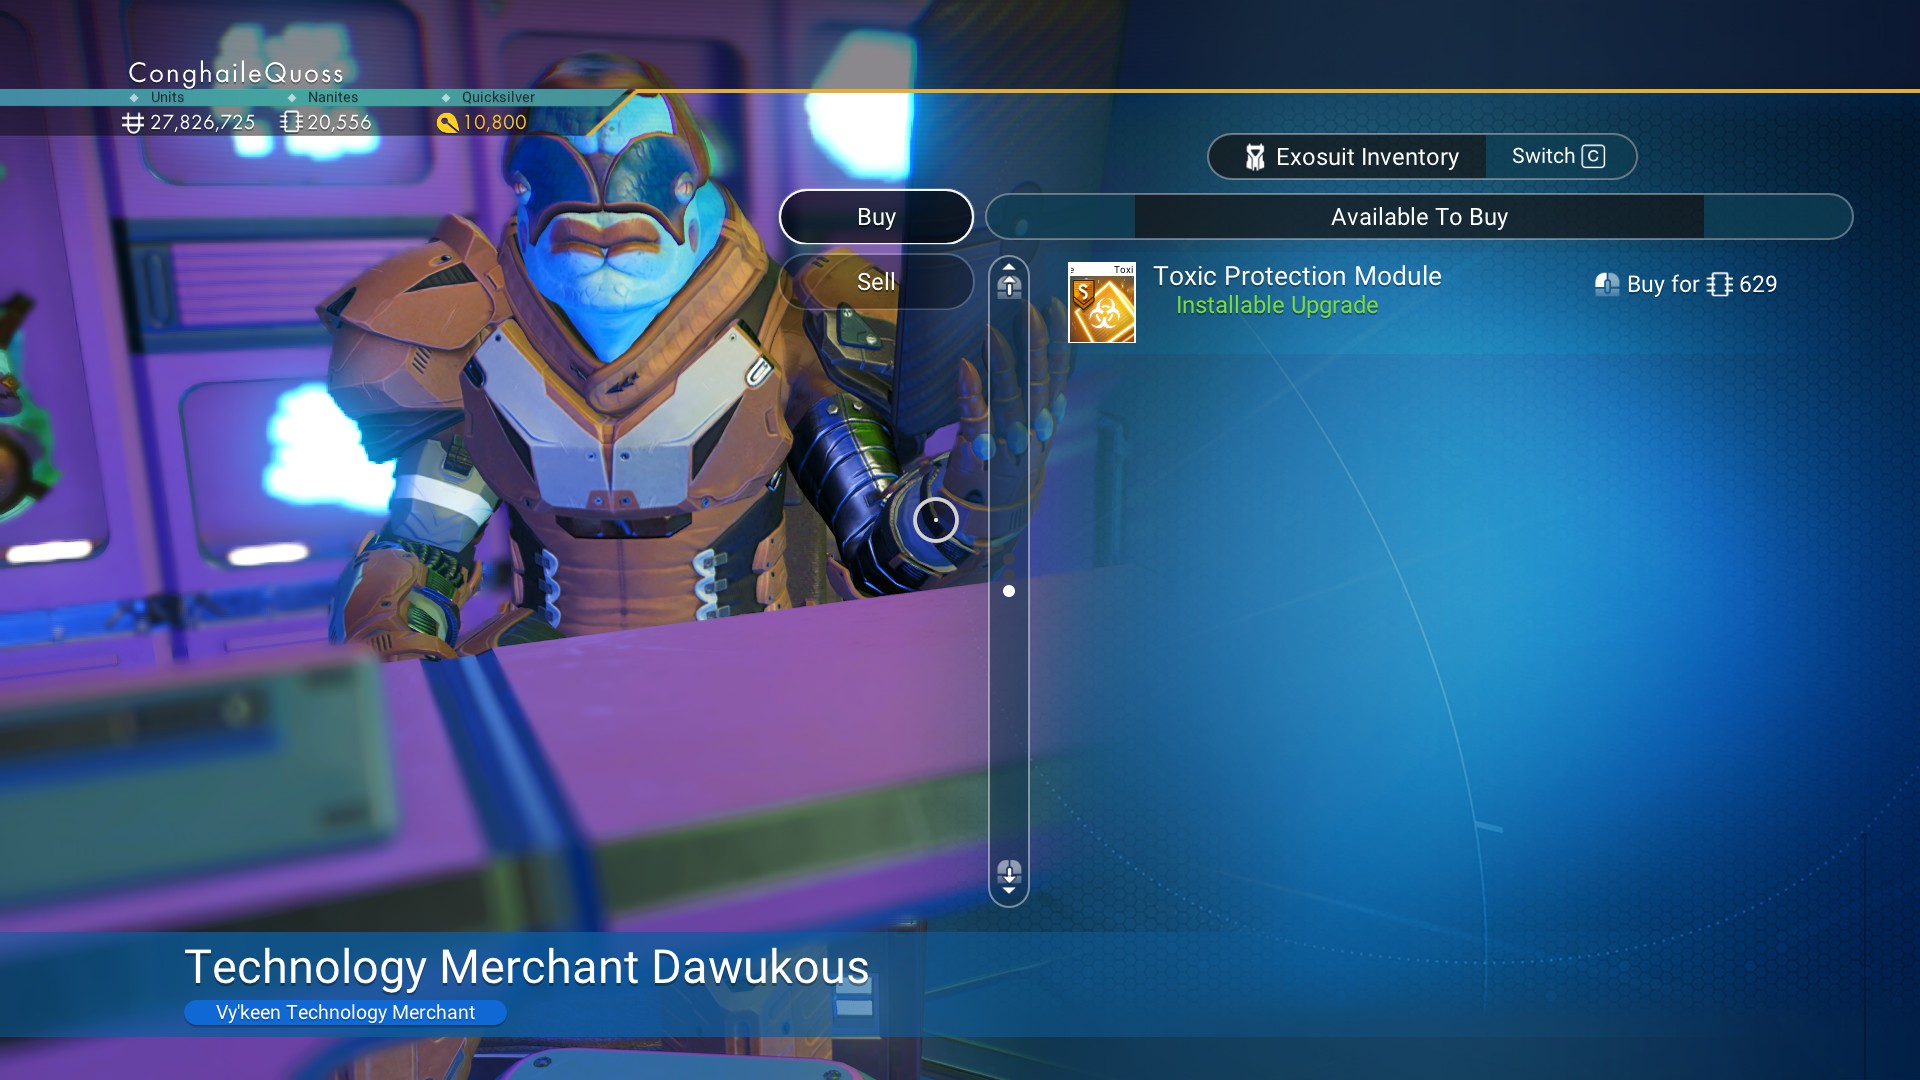 ConghaileQuoss
Units Nanites Quicksilver
27,826,725 20,556 10,800
Exosuit Inventory Switch C
Buy Available To Buy
Sell
e Toxi
S
Toxic Protection Module
Installable Upgrade
Buy for 629
Technology Merchant Dawukous
Vy'keen Technology Merchant